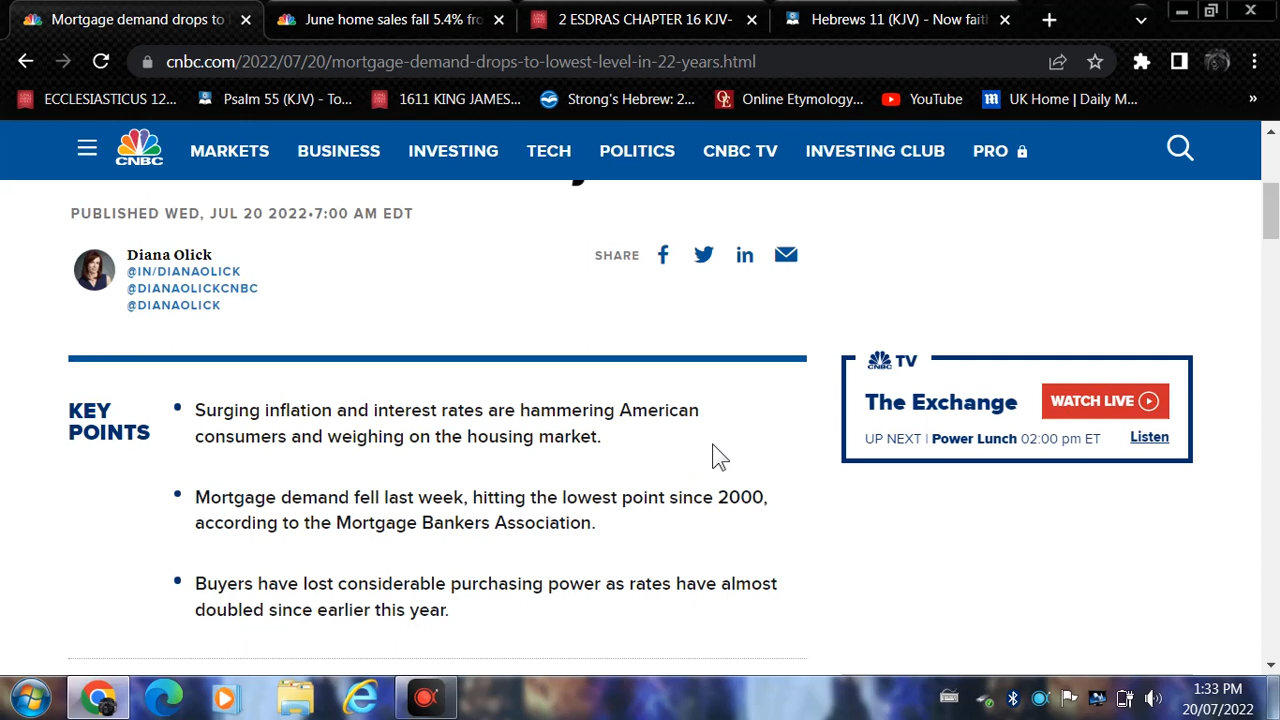 Mortgage demand drops to
June home sales fall 5.4% fro
2 ESDRAS CHAPTER 16 KJV-
Hebrews 11 (KJV) - Now faith
cnbc.com/2022/07/20/mortgage-demand-drops-to-lowest-level-in-22-years.html
ECCLESIASTICUS 12...
Psalm 55 (KJV) - To...
1611 KING JAMES...
Strong's Hebrew: 2...
Online Etymology...
YouTube
UK Home | Daily M...
»
CNBC
MARKETS
BUSINESS
INVESTING
TECH
POLITICS
CNBC TV
INVESTING CLUB
PRO
PUBLISHED WED, JUL 20 2022•7:00 AM EDT
Diana Olick
@IN/DIANAOLICK
@DIANAOLICKCNBC
@DIANAOLICK
SHARE
KEY
POINTS
• Surging inflation and interest rates are hammering American
consumers and weighing on the housing market.
• Mortgage demand fell last week, hitting the lowest point since 2000,
according to the Mortgage Bankers Association.
• Buyers have lost considerable purchasing power as rates have almost
doubled since earlier this year.
CNBC TV
The Exchange
WATCH LIVE
UP NEXT | Power Lunch 02:00 pm ET
Listen
1:33 PM
20/07/2022